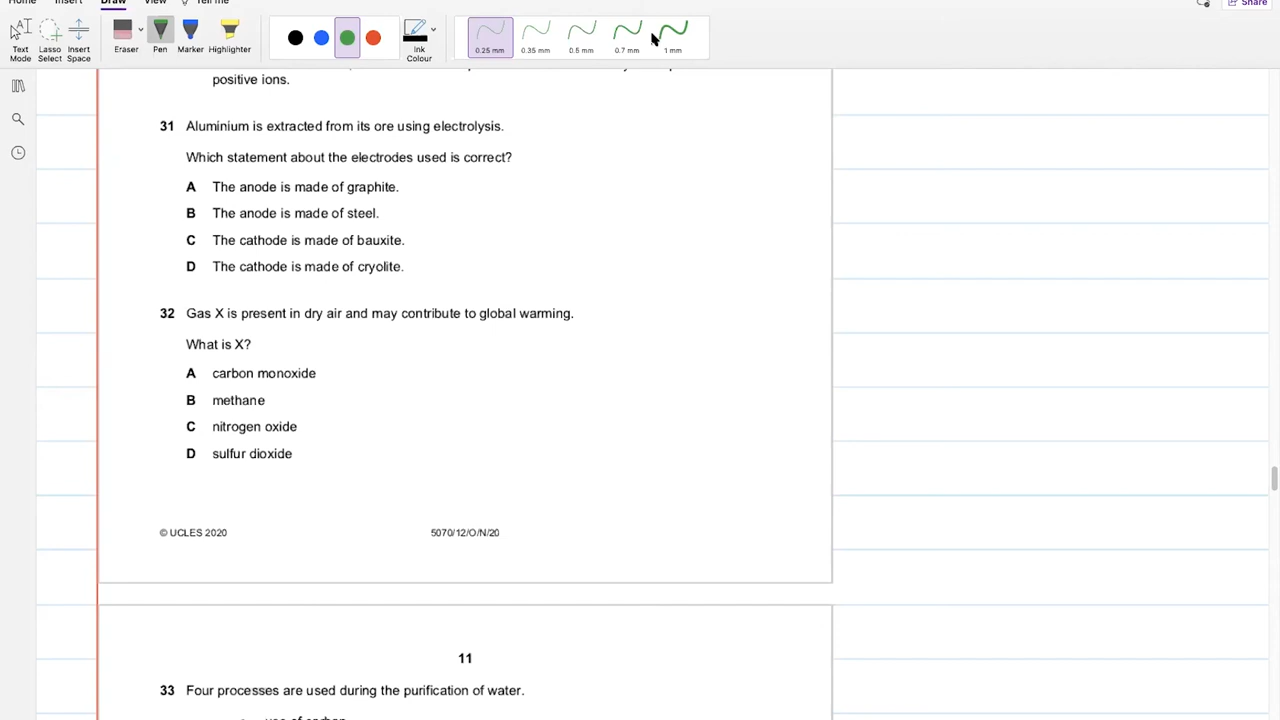 Draw
Share
Text Mode
Lasso Select
Insert Space
Eraser
Pen
Marker
Highlighter
Ink Colour
0.25 mm
0.35 mm
0.5 mm
0.7 mm
1 mm
positive ions.
31 Aluminium is extracted from its ore using electrolysis.
Which statement about the electrodes used is correct?
A The anode is made of graphite.
B The anode is made of steel.
C The cathode is made of bauxite.
D The cathode is made of cryolite.
32 Gas X is present in dry air and may contribute to global warming.
What is X?
A carbon monoxide
B methane
C nitrogen oxide
D sulfur dioxide
© UCLES 2020 5070/12/O/N/20
11
33 Four processes are used during the purification of water.
use of carbon